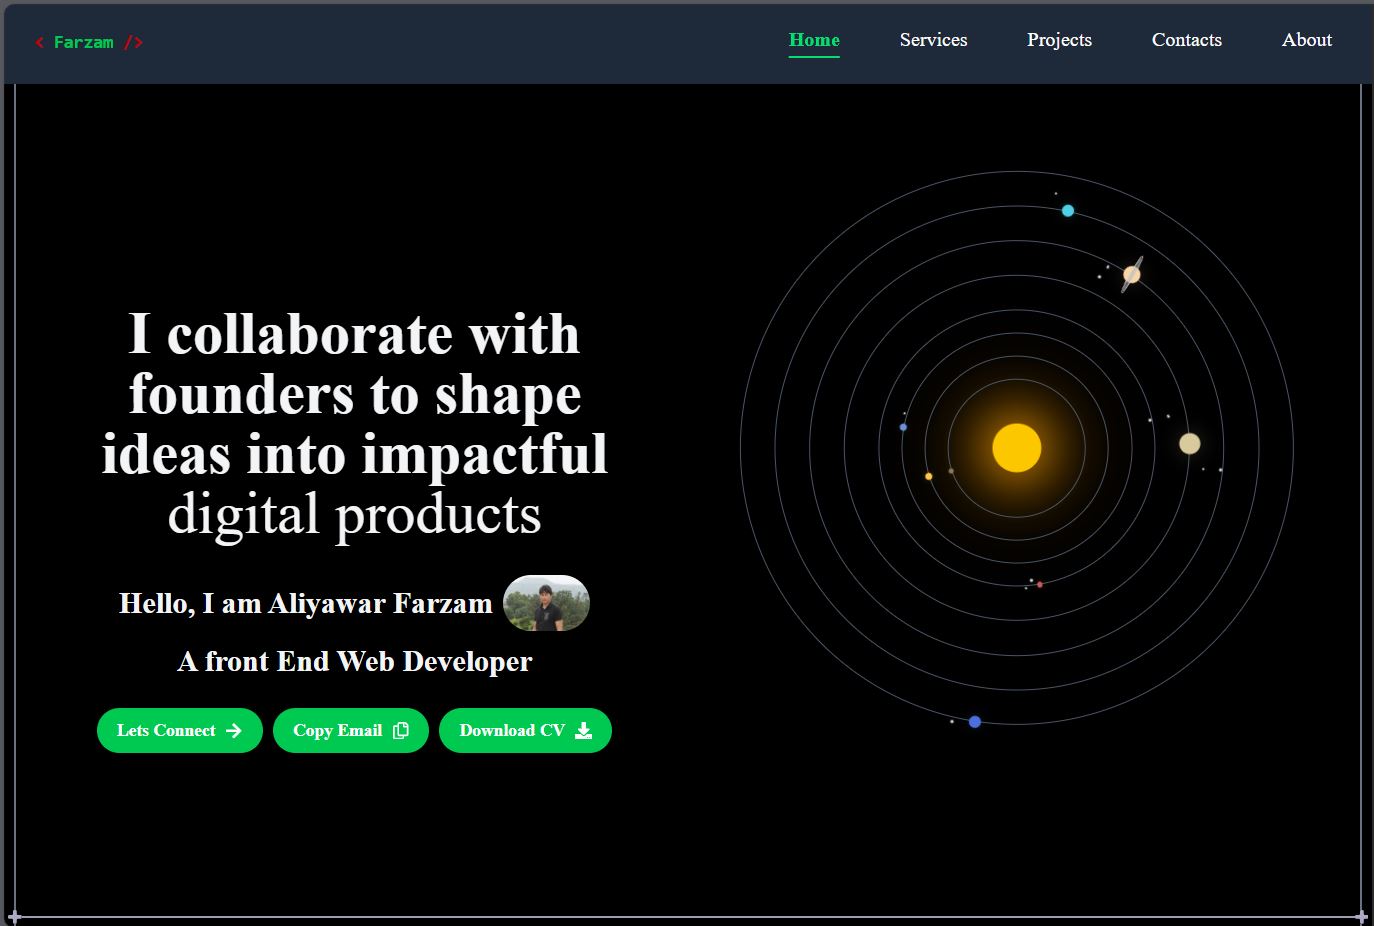 < Farzam />
Home Services Projects Contacts About
I collaborate with
founders to shape
ideas into impactful
digital products
Hello, I am Aliyawar Farzam
A front End Web Developer
Lets Connect Copy Email Download CV